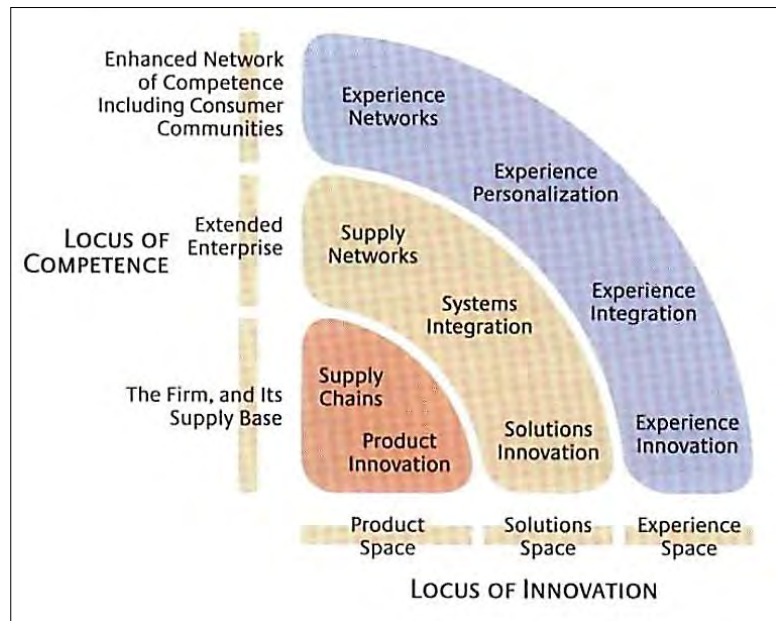 Enhanced Network
of Competence
Including Consumer
Communities
Experience
Networks
Experience
Personalization
LOCUS OF
COMPETENCE
Extended
Enterprise
Supply
Networks
Systems
Integration
Experience
Integration
The Firm, and Its
Supply Base
Supply
Chains
Product
Innovation
Solutions
Innovation
Experience
Innovation
Product
Space
Solutions
Space
Experience
Space
LOCUS OF INNOVATION